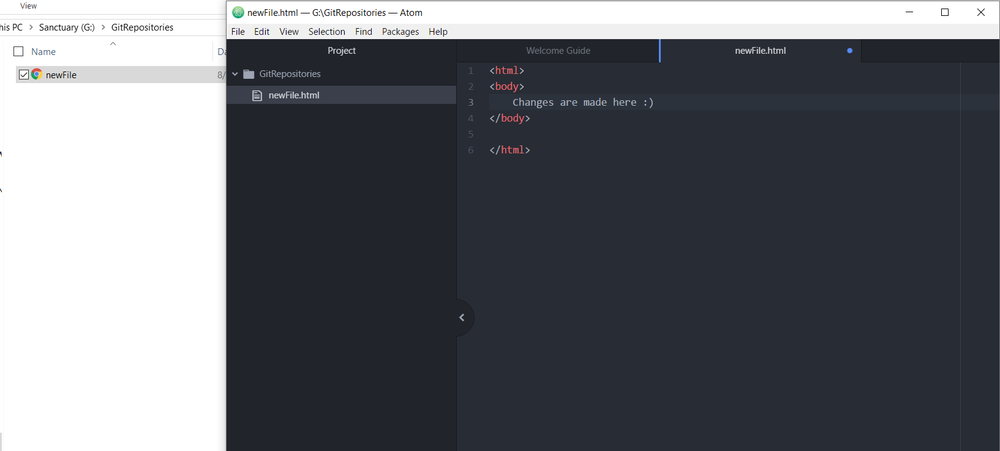 View
his PC > Sanctuary (G:) > GitRepositories
Name
newFile
8/
newFile.html — G:\GitRepositories — Atom
File Edit View Selection Find Packages Help
Project
GitRepositories
newFile.html
Welcome Guide
newFile.html
1 <html>
2 <body>
3 Changes are made here :)
4 </body>
5
6 </html>